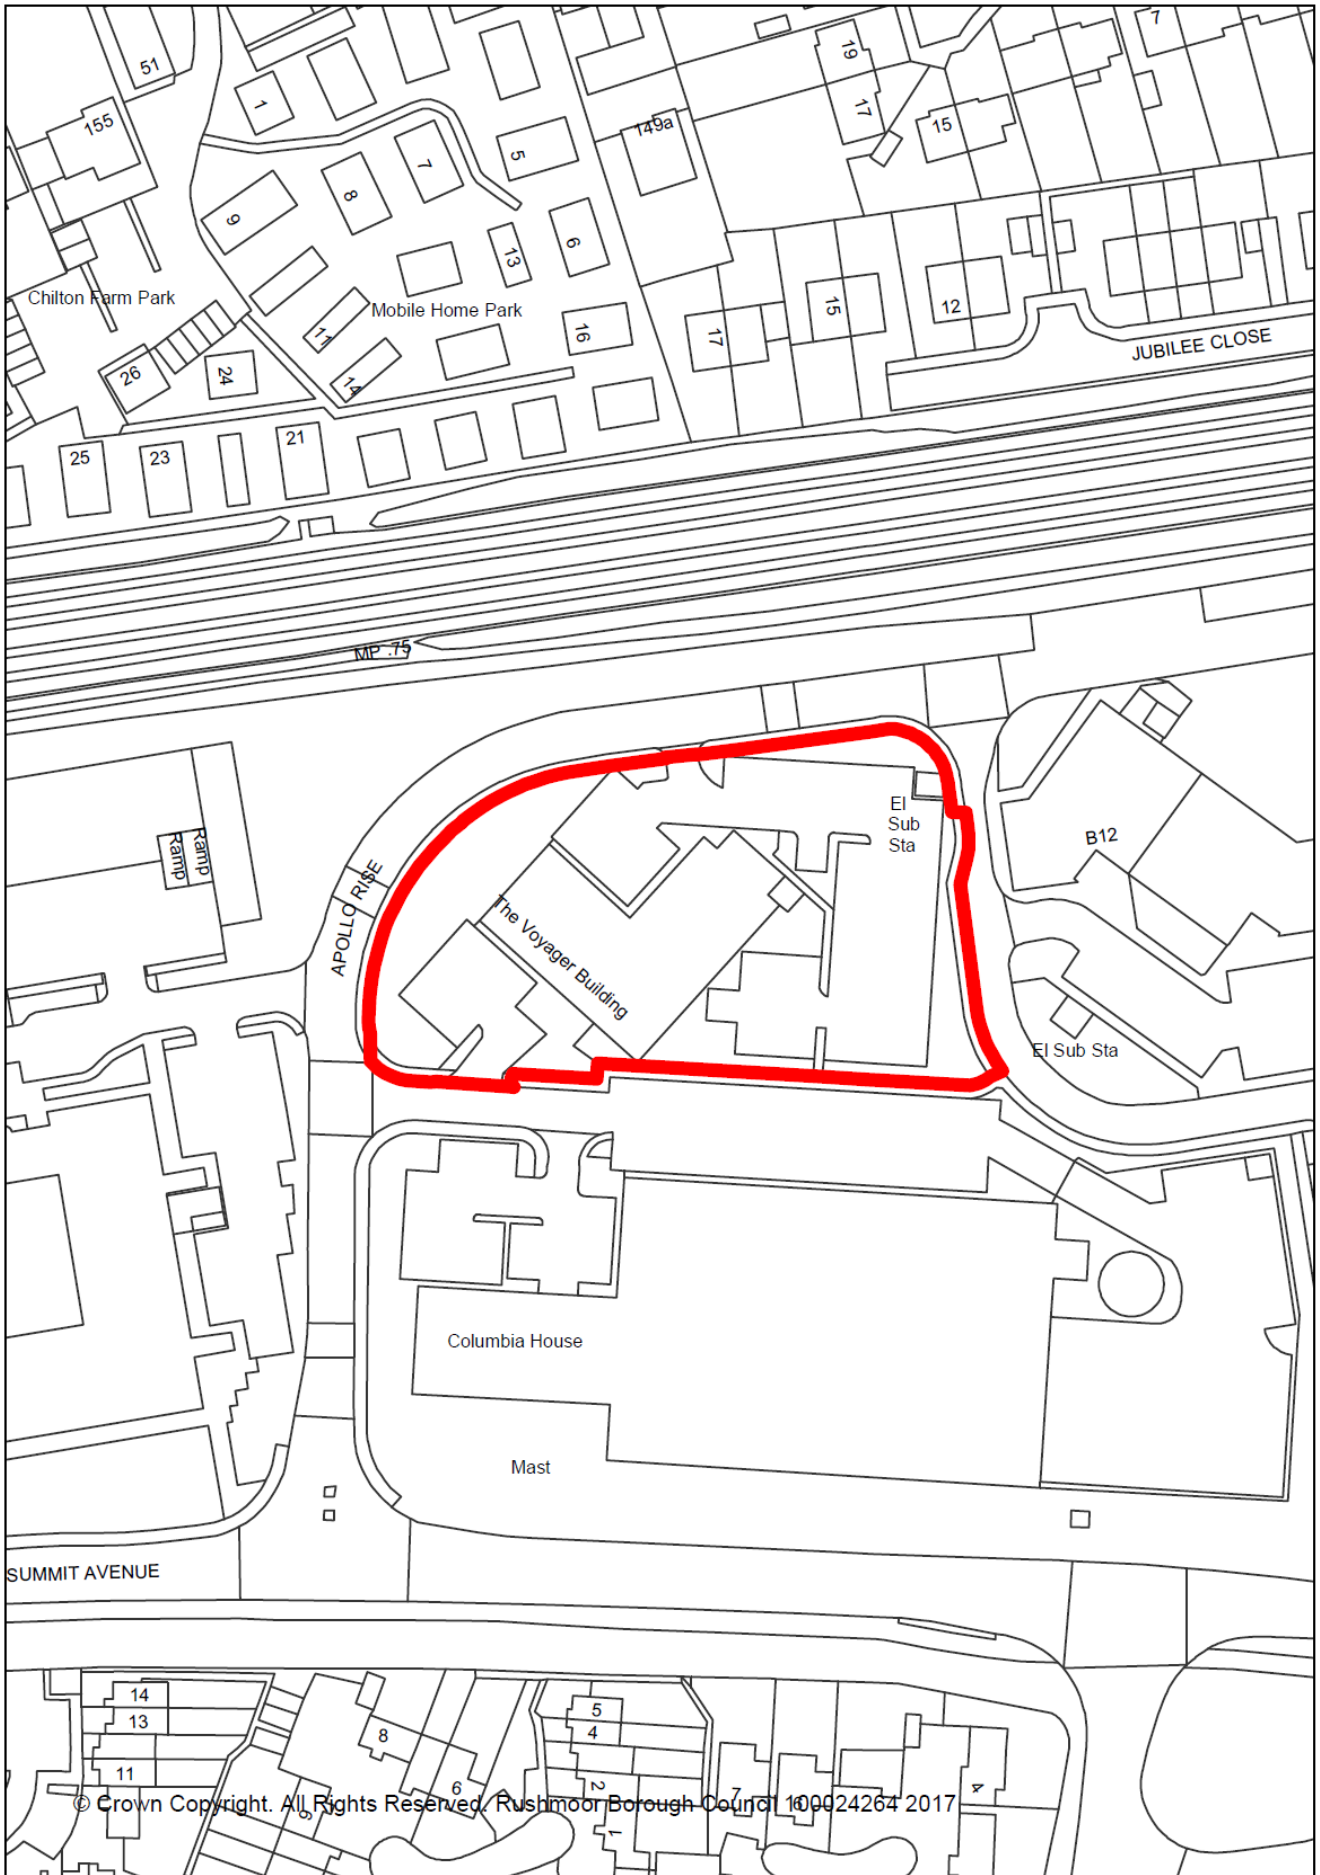 7
51
19
1
155
17
149a
15
5
7
8
9
6
13
Chilton Farm Park
Mobile Home Park
15
12
11
16
17
JUBILEE CLOSE
26
24
14
21
25
23
MP .75
El
Sub
Sta
Ramp
Ramp
B12
APOLLO RISE
The Voyager Building
El Sub Sta
Columbia House
Mast
SUMMIT AVENUE
14
13
5
8
4
11
6
2
7
4
© Crown Copyright. All Rights Reserved. Rushmoor Borough Council 100024264 2017
9
6
1